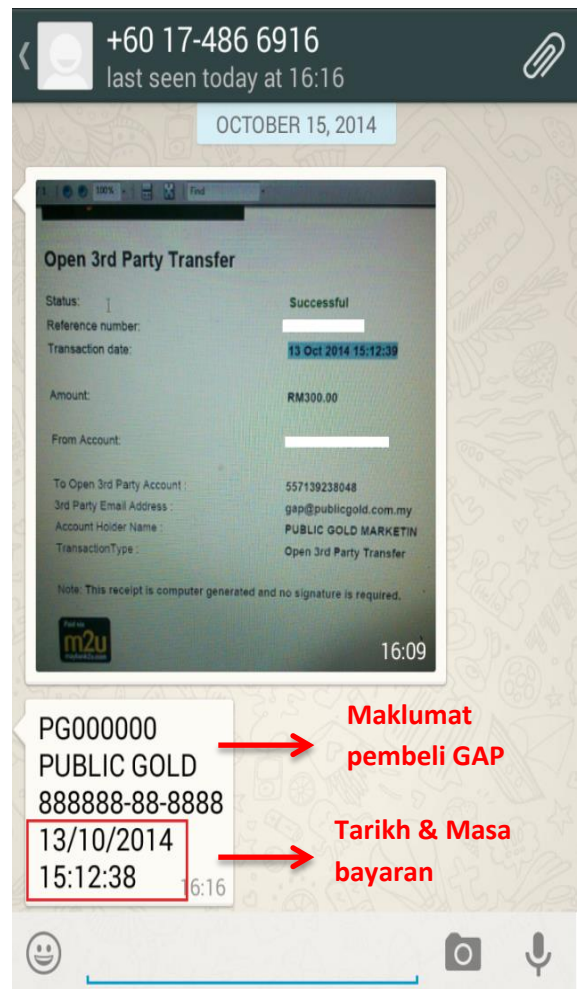 +60 17-486 6916
last seen today at 16:16
OCTOBER 15, 2014
100%
Find
Open 3rd Party Transfer
Status: Successful
Reference number:
Transaction date: 13 Oct 2014 15:12:39
Amount: RM300.00
From Account:
To Open 3rd Party Account : 557139238048
3rd Party Email Address : gap@publicgold.com.my
Account Holder Name : PUBLIC GOLD MARKETIN
TransactionType : Open 3rd Party Transfer
Note: This receipt is computer generated and no signature is required.
m2u
16:09
PG000000
PUBLIC GOLD
888888-88-8888
13/10/2014
15:12:38
16:16
Maklumat
pembeli GAP
Tarikh & Masa
bayaran